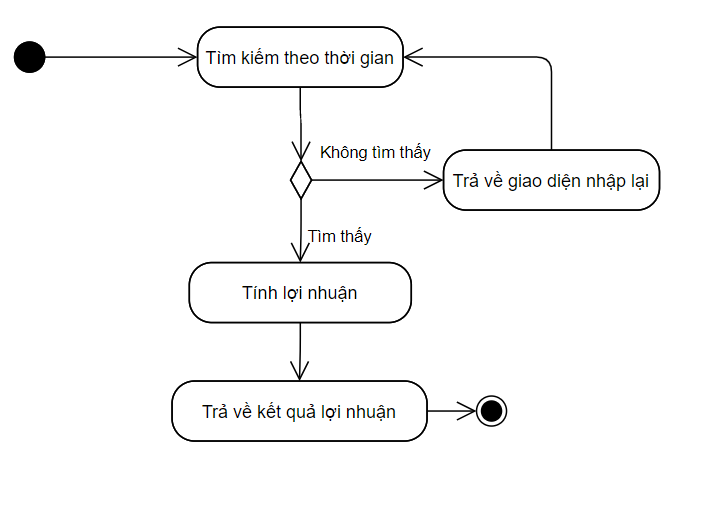 Tìm kiếm theo thời gian
Không tìm thấy
Trả về giao diện nhập lại
Tìm thấy
Tính lợi nhuận
Trả về kết quả lợi nhuận